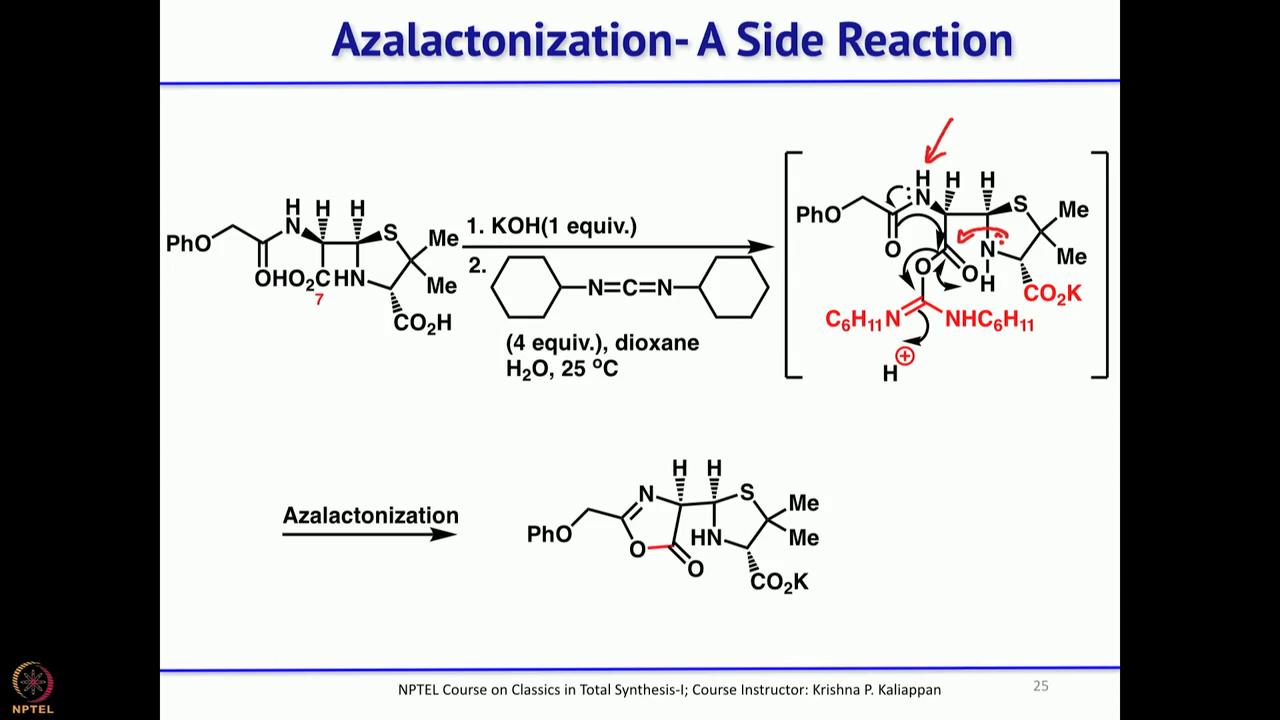 Azalactonization- A Side Reaction
H H H
N
S
PhO
Me
Me
OHO₂CHN
7
CO₂H
1. KOH(1 equiv.)
2.
N=C=N
(4 equiv.), dioxane
H₂O, 25 ºC
H H H
N
S
PhO
Me
Me
O
N
H
O
O
CO₂K
C₆H₁₁N
NHC₆H₁₁
H⊕
Azalactonization
H H
N
S
Me
PhO
Me
O
HN
O
CO₂K
NPTEL Course on Classics in Total Synthesis-I; Course Instructor: Krishna P. Kaliappan
25
NPTEL